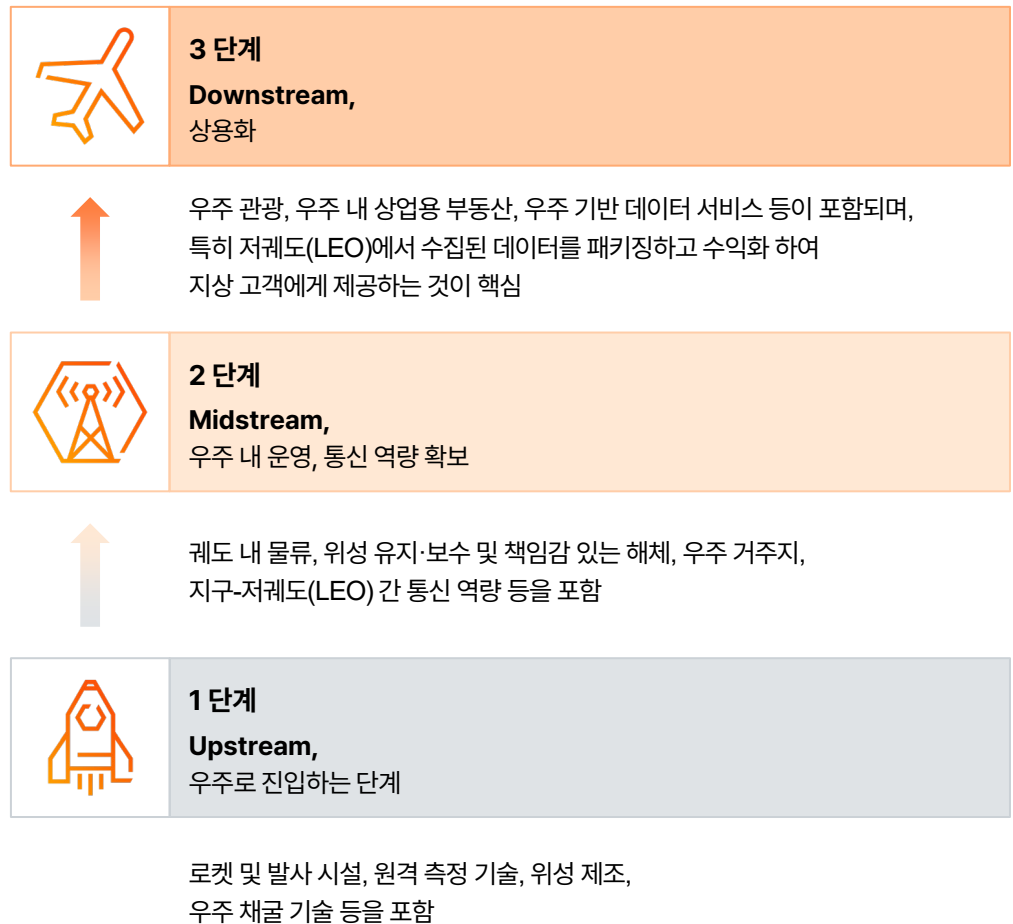 3 단계
Downstream,
상용화
우주 관광, 우주 내 상업용 부동산, 우주 기반 데이터 서비스 등이 포함되며,
특히 저궤도(LEO)에서 수집된 데이터를 패키징하고 수익화 하여
지상 고객에게 제공하는 것이 핵심
2 단계
Midstream,
우주 내 운영, 통신 역량 확보
궤도 내 물류, 위성 유지·보수 및 책임감 있는 해체, 우주 거주지,
지구-저궤도(LEO) 간 통신 역량 등을 포함
1 단계
Upstream,
우주로 진입하는 단계
로켓 및 발사 시설, 원격 측정 기술, 위성 제조,
우주 채굴 기술 등을 포함